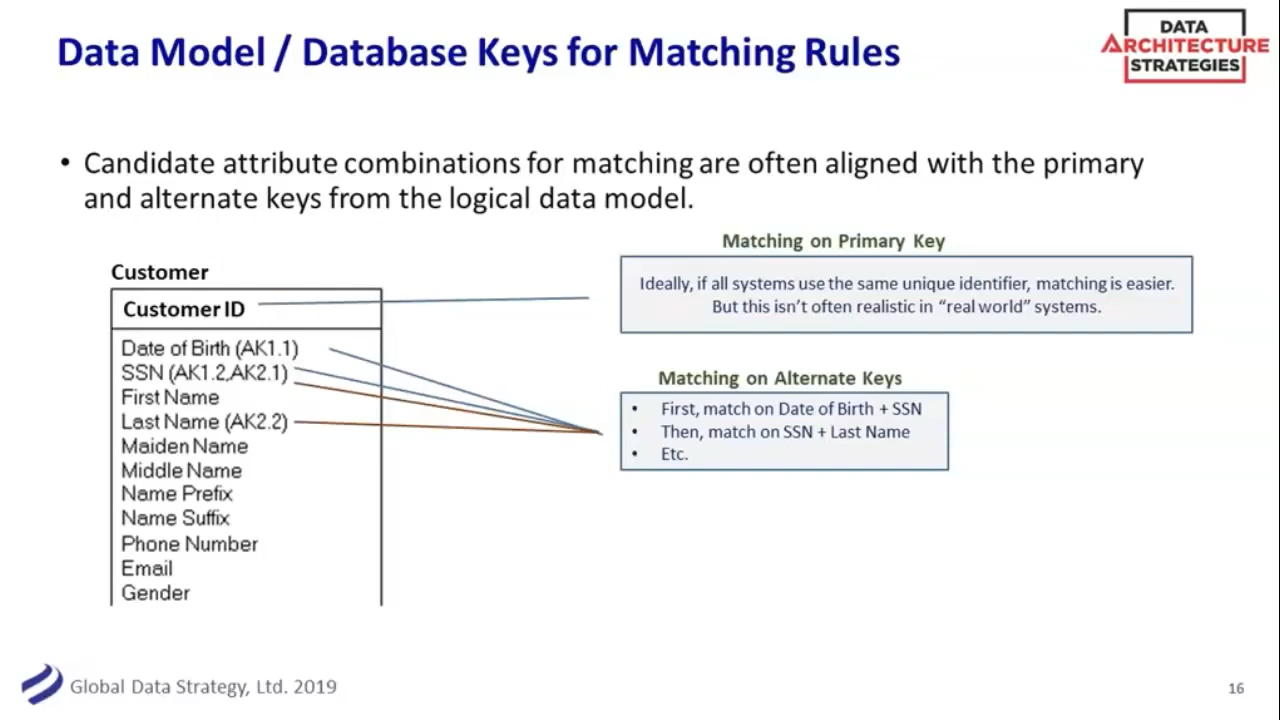 Data Model / Database Keys for Matching Rules
DATA
ARCHITECTURE
STRATEGIES
• Candidate attribute combinations for matching are often aligned with the primary
and alternate keys from the logical data model.
Customer
Customer ID
Date of Birth (AK1.1)
SSN (AK1.2,AK2.1)
First Name
Last Name (AK2.2)
Maiden Name
Middle Name
Name Prefix
Name Suffix
Phone Number
Email
Gender
Matching on Primary Key
Ideally, if all systems use the same unique identifier, matching is easier.
But this isn't often realistic in “real world” systems.
Matching on Alternate Keys
• First, match on Date of Birth + SSN
• Then, match on SSN + Last Name
• Etc.
Global Data Strategy, Ltd. 2019
16